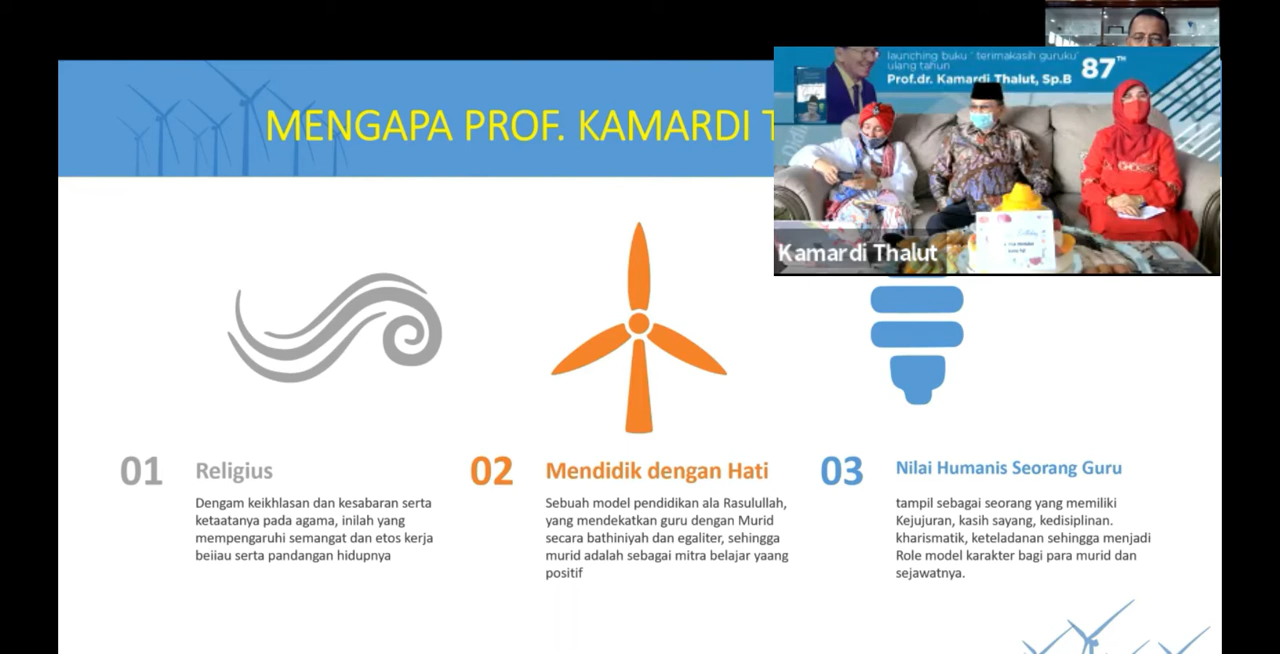 launching buku ' terimakasih guruku'
ulang tahun
Prof.dr. Kamardi Thalut, Sp.B
87TH
MENGAPA PROF. KAMARDI T
Kamardi Thalut
01
Religius
Dengam keikhlasan dan kesabaran serta
ketaatanya pada agama, inilah yang
mempengaruhi semangat dan etos kerja
beiiau serta pandangan hidupnya
02
Mendidik dengan Hati
Sebuah model pendidikan ala Rasulullah,
yang mendekatkan guru dengan Murid
secara bathiniyah dan egaliter, sehingga
murid adalah sebagai mitra belajar yaang
positif
03
Nilai Humanis Seorang Guru
tampil sebagai seorang yang memiliki
Kejujuran, kasih sayang, kedisiplinan.
kharismatik, keteladanan sehingga menjadi
Role model karakter bagi para murid dan
sejawatnya.